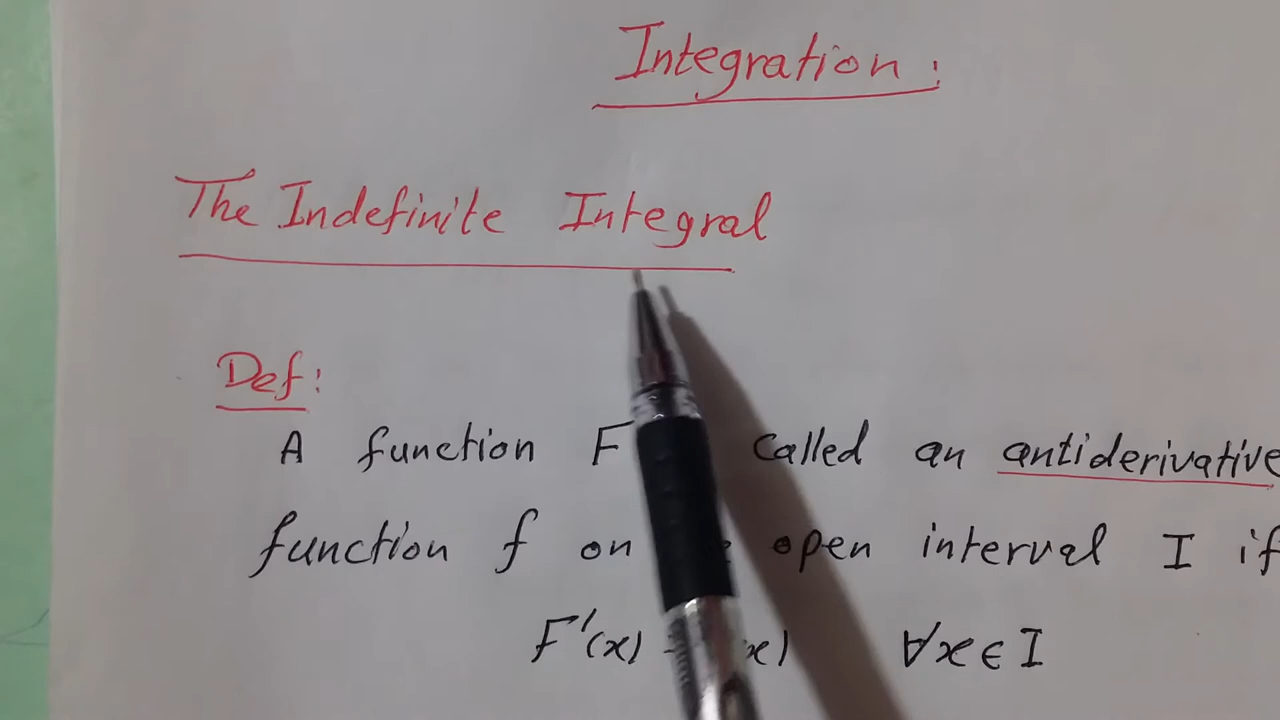 Integration:
The Indefinite Integral
Def:
A function F called an antiderivative
function f on open interval I if
F'(x) x) ∀x∈I